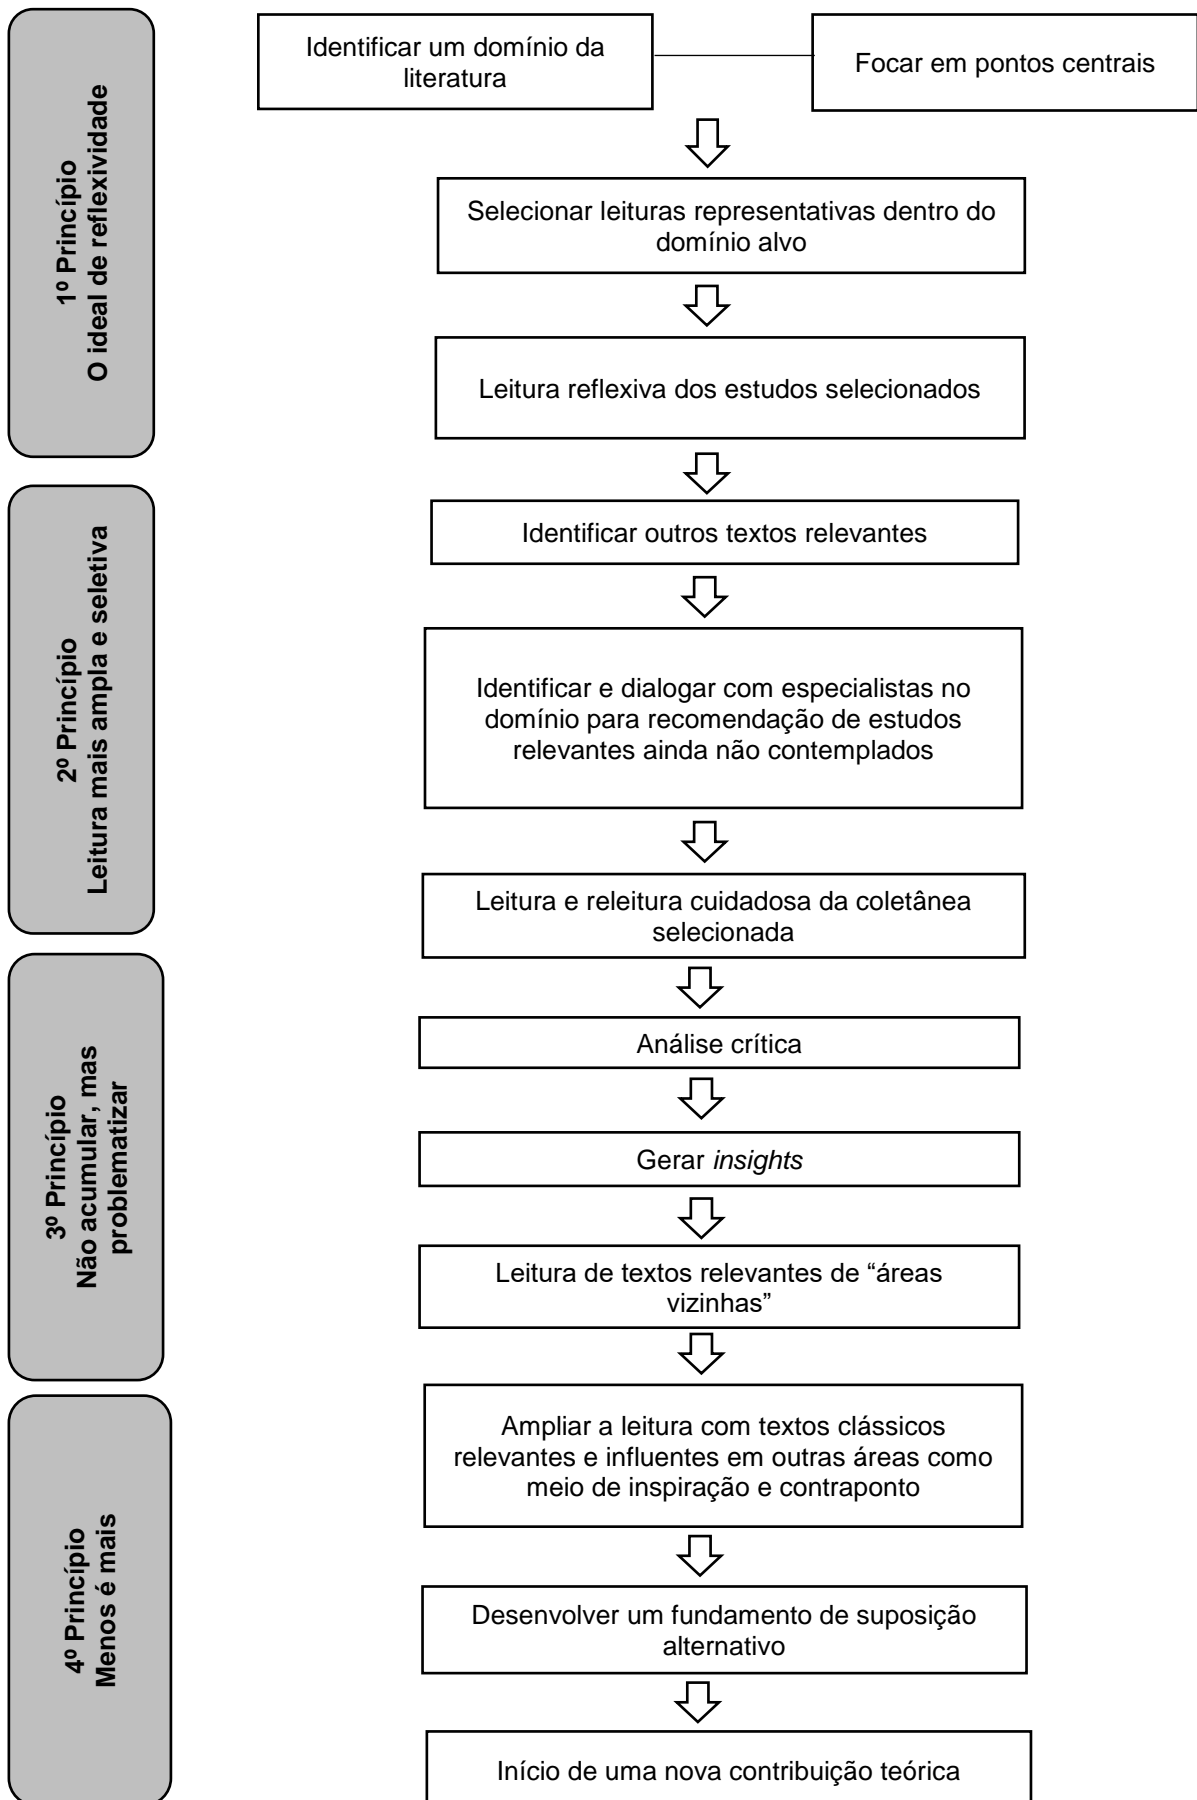 1º Princípio
O ideal de reflexividade
Identificar um domínio da
literatura
Focar em pontos centrais
Selecionar leituras representativas dentro do
domínio alvo
Leitura reflexiva dos estudos selecionados
2º Princípio
Leitura mais ampla e seletiva
Identificar outros textos relevantes
Identificar e dialogar com especialistas no
domínio para recomendação de estudos
relevantes ainda não contemplados
Leitura e releitura cuidadosa da coletânea
selecionada
3º Princípio
Não acumular, mas
problematizar
Análise crítica
Gerar insights
Leitura de textos relevantes de “áreas
vizinhas”
4º Princípio
Menos é mais
Ampliar a leitura com textos clássicos
relevantes e influentes em outras áreas como
meio de inspiração e contraponto
Desenvolver um fundamento de suposição
alternativo
Início de uma nova contribuição teórica